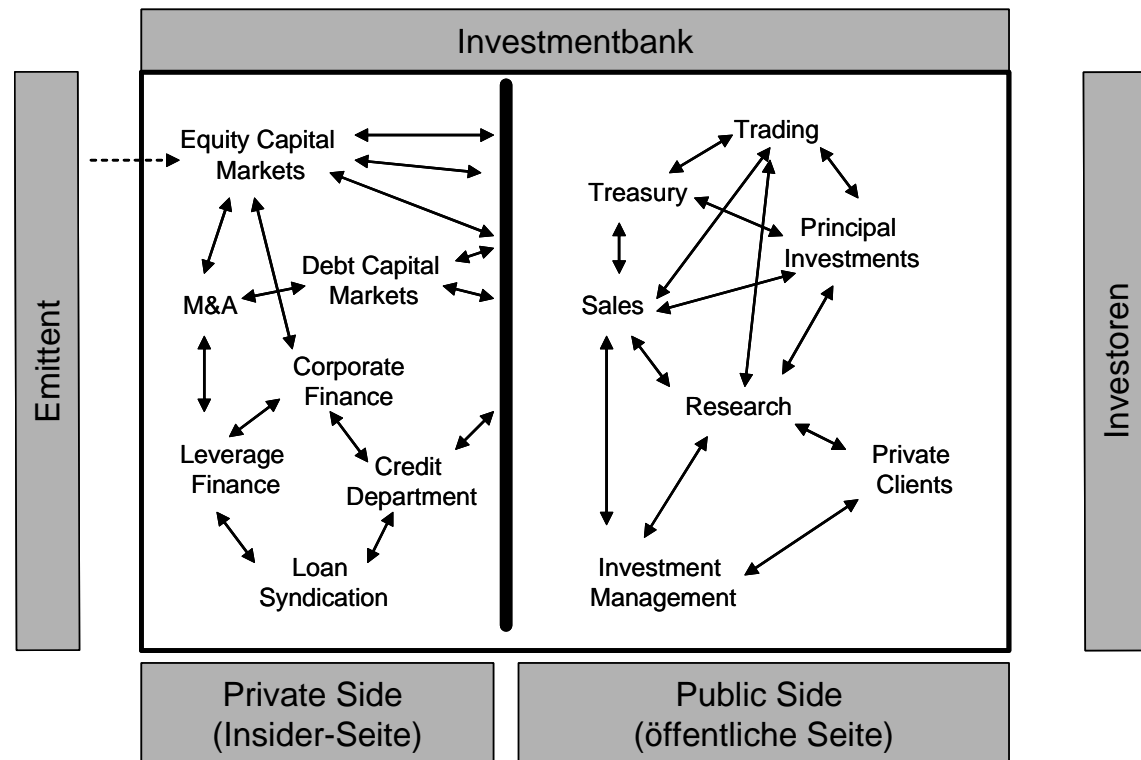 Investmentbank
Emittent
Equity Capital
Markets
Debt Capital
Markets
M&A
Corporate
Finance
Leverage
Finance
Credit
Department
Loan
Syndication
Trading
Treasury
Principal
Investments
Sales
Research
Private
Clients
Investment
Management
Investoren
Private Side
(Insider-Seite)
Public Side
(öffentliche Seite)